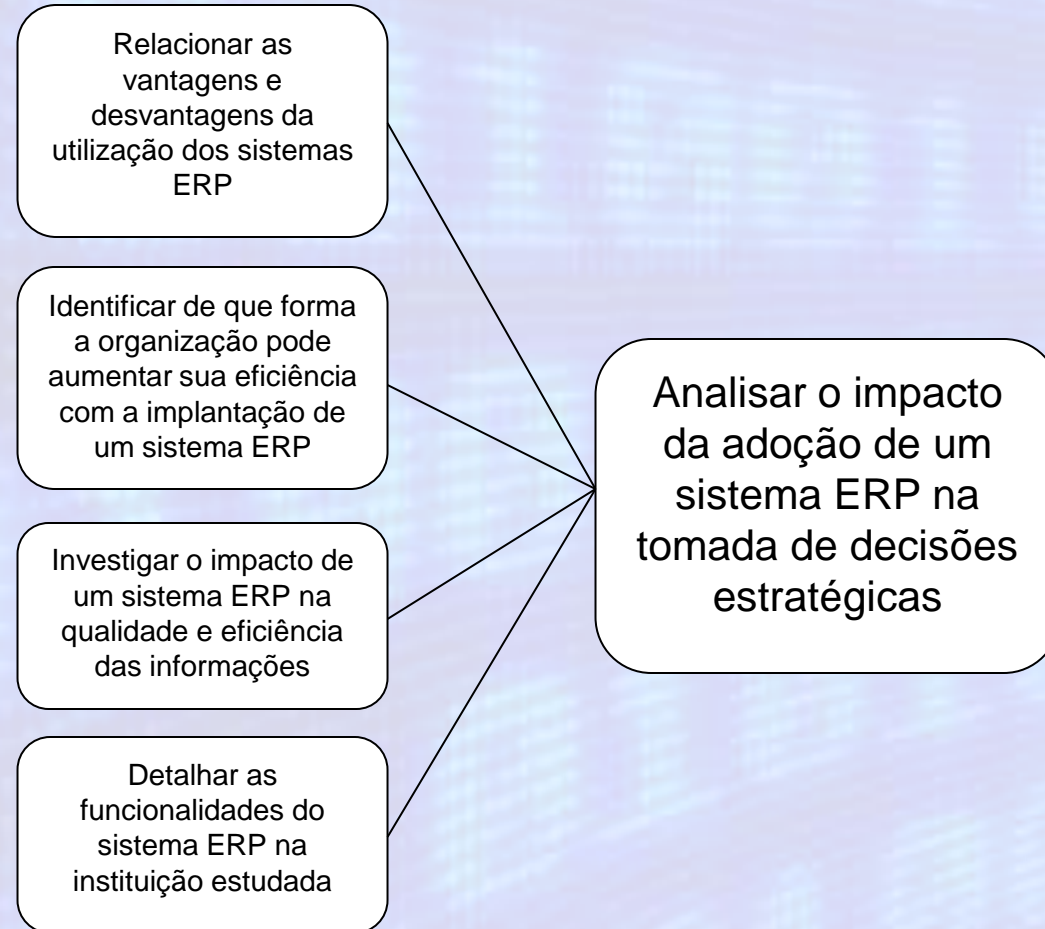 Relacionar as
vantagens e
desvantagens da
utilização dos sistemas
ERP
Identificar de que forma
a organização pode
aumentar sua eficiência
com a implantação de
um sistema ERP
Investigar o impacto de
um sistema ERP na
qualidade e eficiência
das informações
Detalhar as
funcionalidades do
sistema ERP na
instituição estudada
Analisar o impacto
da adoção de um
sistema ERP na
tomada de decisões
estratégicas